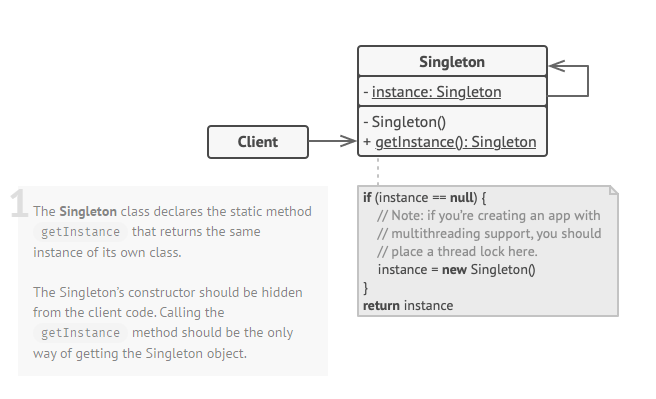 Singleton
- instance: Singleton
- Singleton()
+ getInstance(): Singleton
Client
1
The Singleton class declares the static method
getInstance that returns the same
instance of its own class.
The Singleton’s constructor should be hidden
from the client code. Calling the
getInstance method should be the only
way of getting the Singleton object.
if (instance == null) {
// Note: if you’re creating an app with
// multithreading support, you should
// place a thread lock here.
instance = new Singleton()
}
return instance